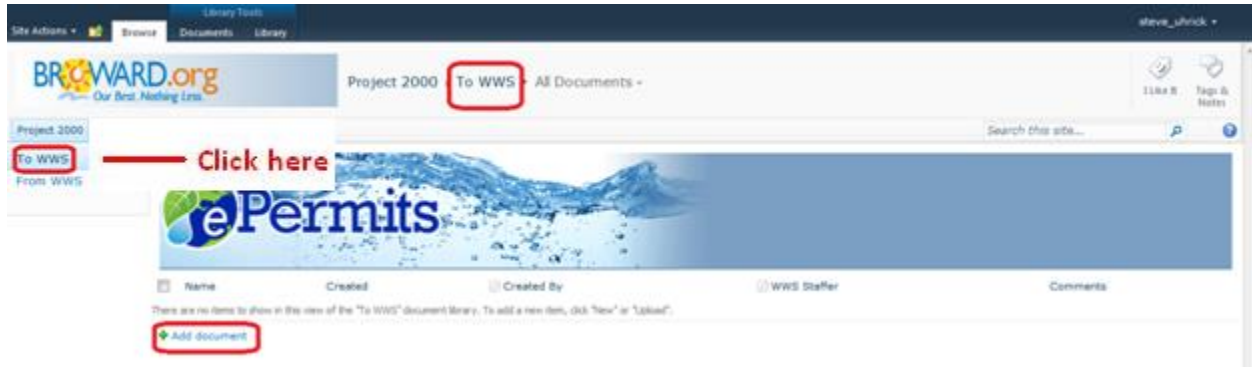 Library Tools
Site Actions Browse Documents Library steve_uhrick
BROWARD.org
Our Best. Nothing Less.
Project 2000 To WWS All Documents
I Like It Tags & Notes
Project 2000
Search this site...
To WWS Click here
From WWS
ePermits
Name Created Created By WWS Staffer Comments
There are no items to show in this view of the "To WWS" document library. To add a new item, click "New" or "Upload".
Add document